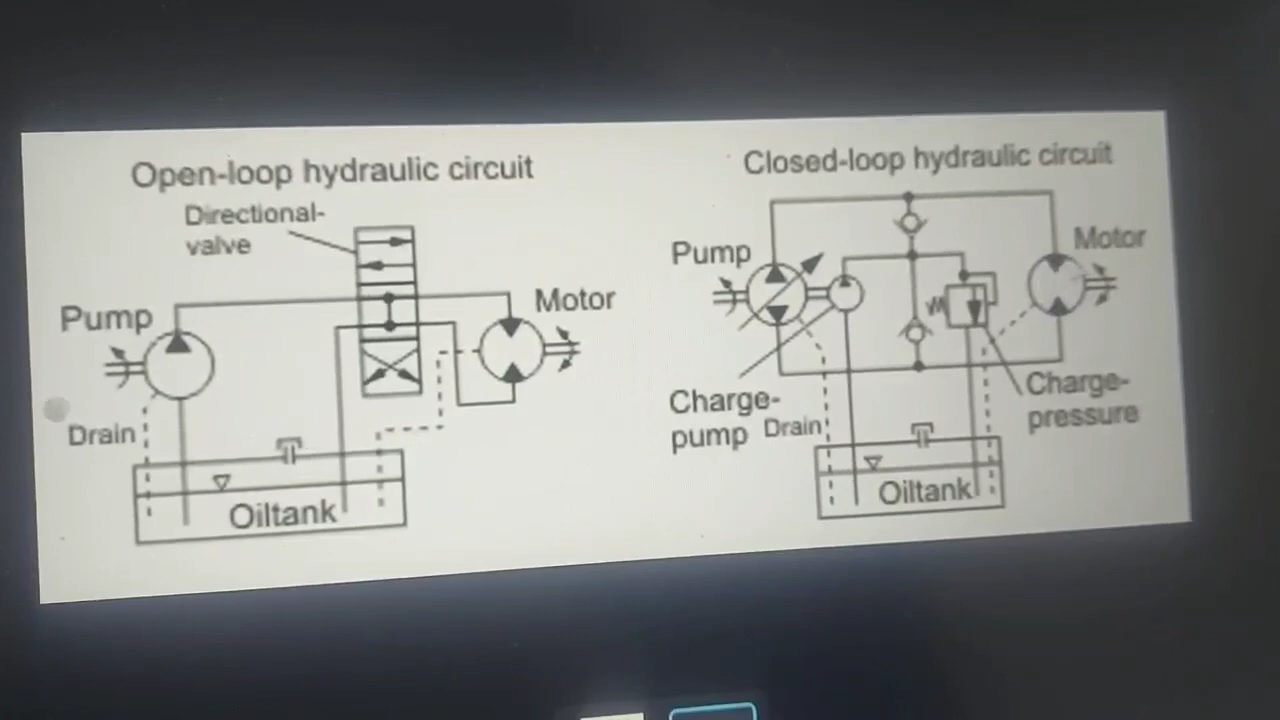 Open-loop hydraulic circuit
Directional-
valve
Pump
Motor
Drain
Oiltank
Closed-loop hydraulic circuit
Pump
Motor
Charge-
pump
Drain
Charge-
pressure
Oiltank